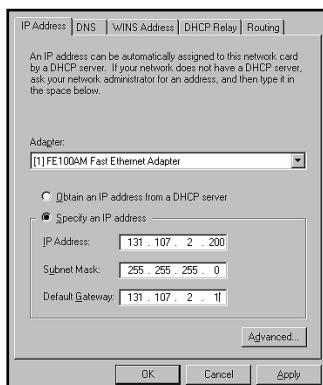 IP Address DNS WINS Address DHCP Relay Routing
An IP address can be automatically assigned to this network card
by a DHCP server. If your network does not have a DHCP server,
ask your network administrator for an address, and then type it in
the space below.
Adapter:
[1] FE100AM Fast Ethernet Adapter
Obtain an IP address from a DHCP server
Specify an IP address
IP Address: 131 . 107 . 2 . 200
Subnet Mask: 255 . 255 . 255 . 0
Default Gateway: 131 . 107 . 2 . 1
Advanced...
OK Cancel Apply